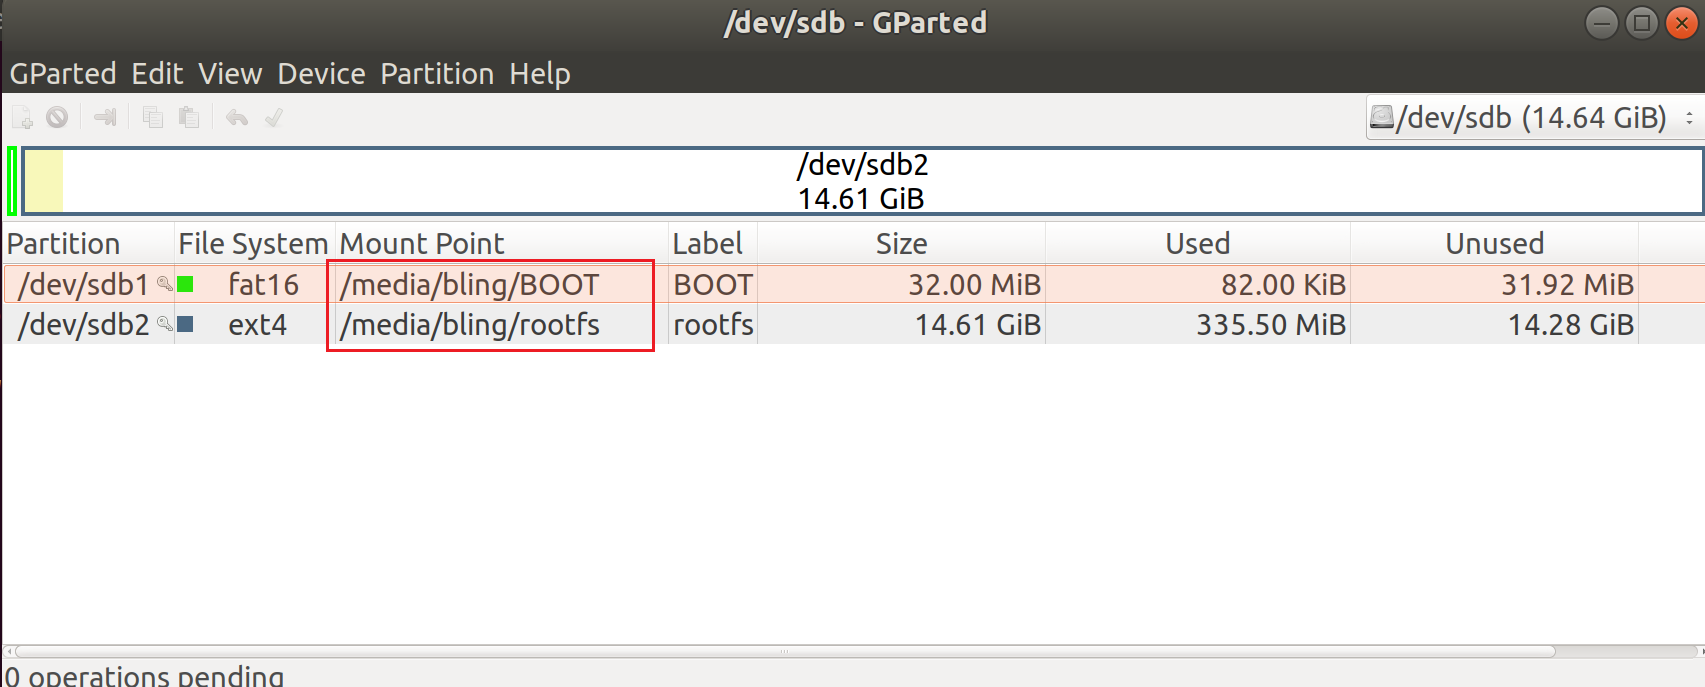 /dev/sdb - GParted
GParted Edit View Device Partition Help
/dev/sdb (14.64 GiB)
/dev/sdb2
14.61 GiB
Partition File System Mount Point Label Size Used Unused
/dev/sdb1 fat16 /media/bling/BOOT BOOT 32.00 MiB 82.00 KiB 31.92 MiB
/dev/sdb2 ext4 /media/bling/rootfs rootfs 14.61 GiB 335.50 MiB 14.28 GiB
0 operations pending